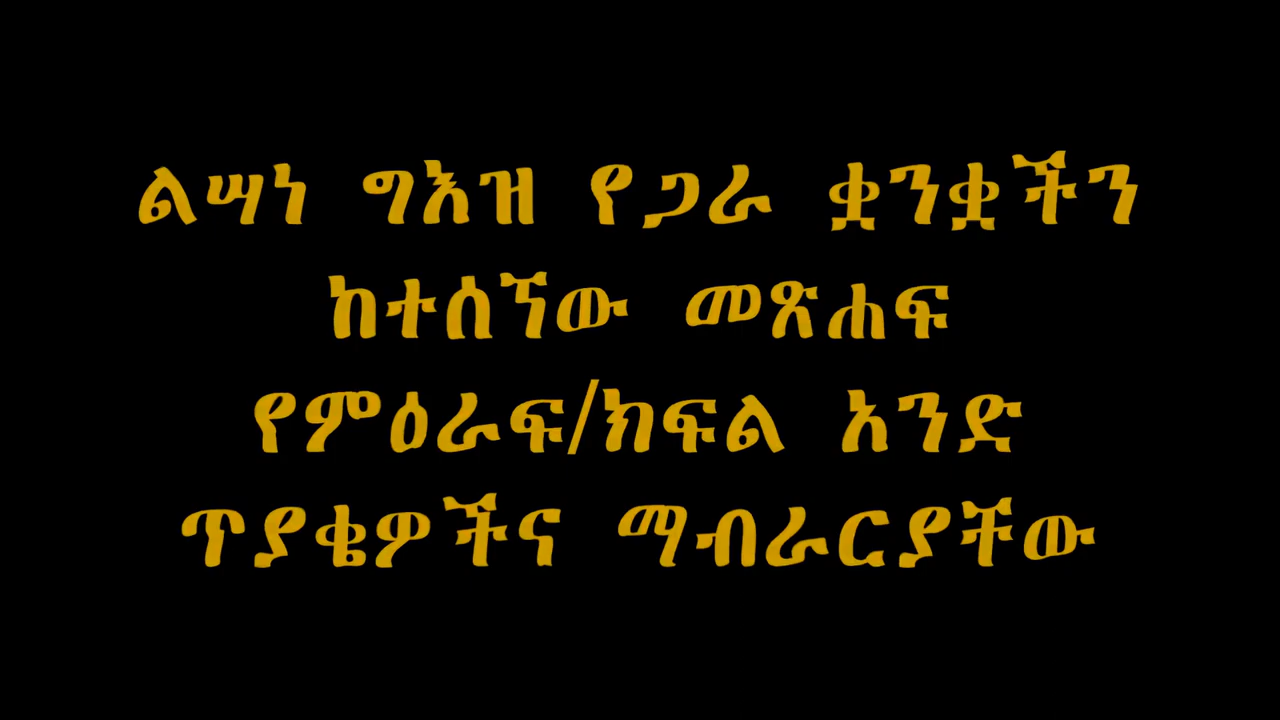 ልሣነ ግእዝ የጋራ ቋንቋችን
ከተሰኘው መጽሐፍ
የምዕራፍ/ክፍል አንድ
ጥያቄዎችና ማብራርያቸው